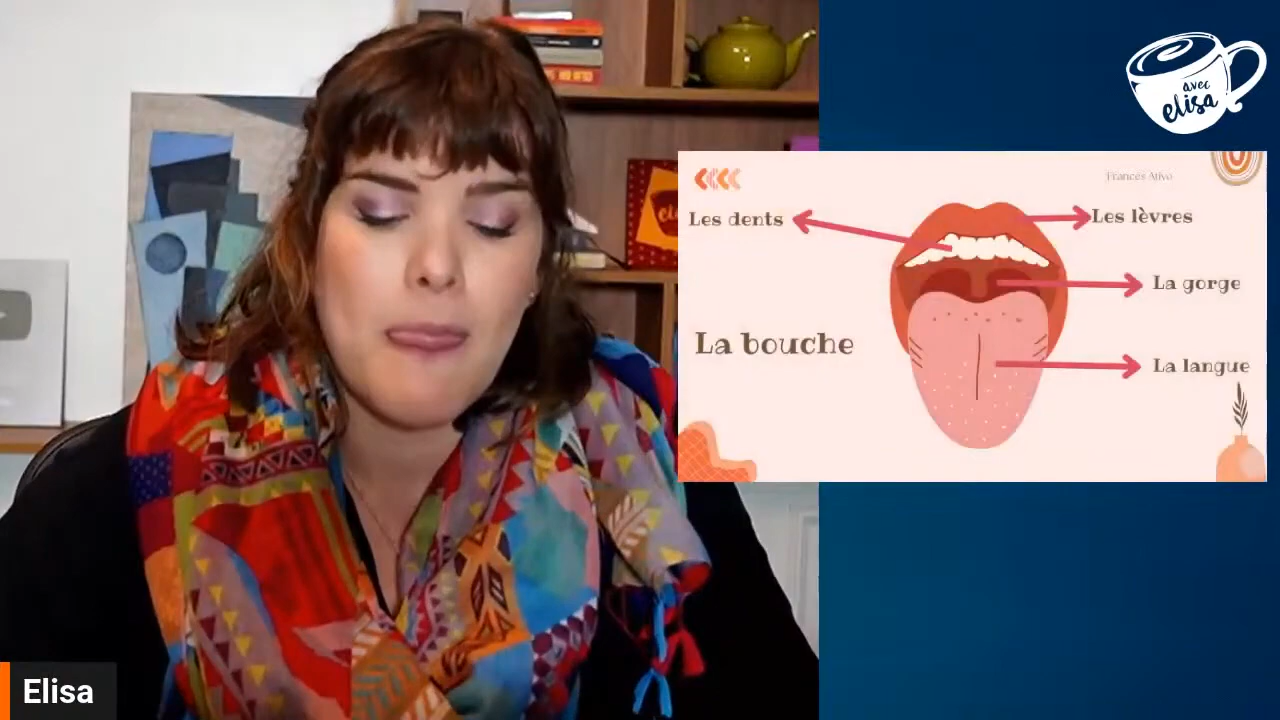 avec
elisa
Francês Ativo
Les dents
Les lèvres
La gorge
La bouche
La langue
Elisa